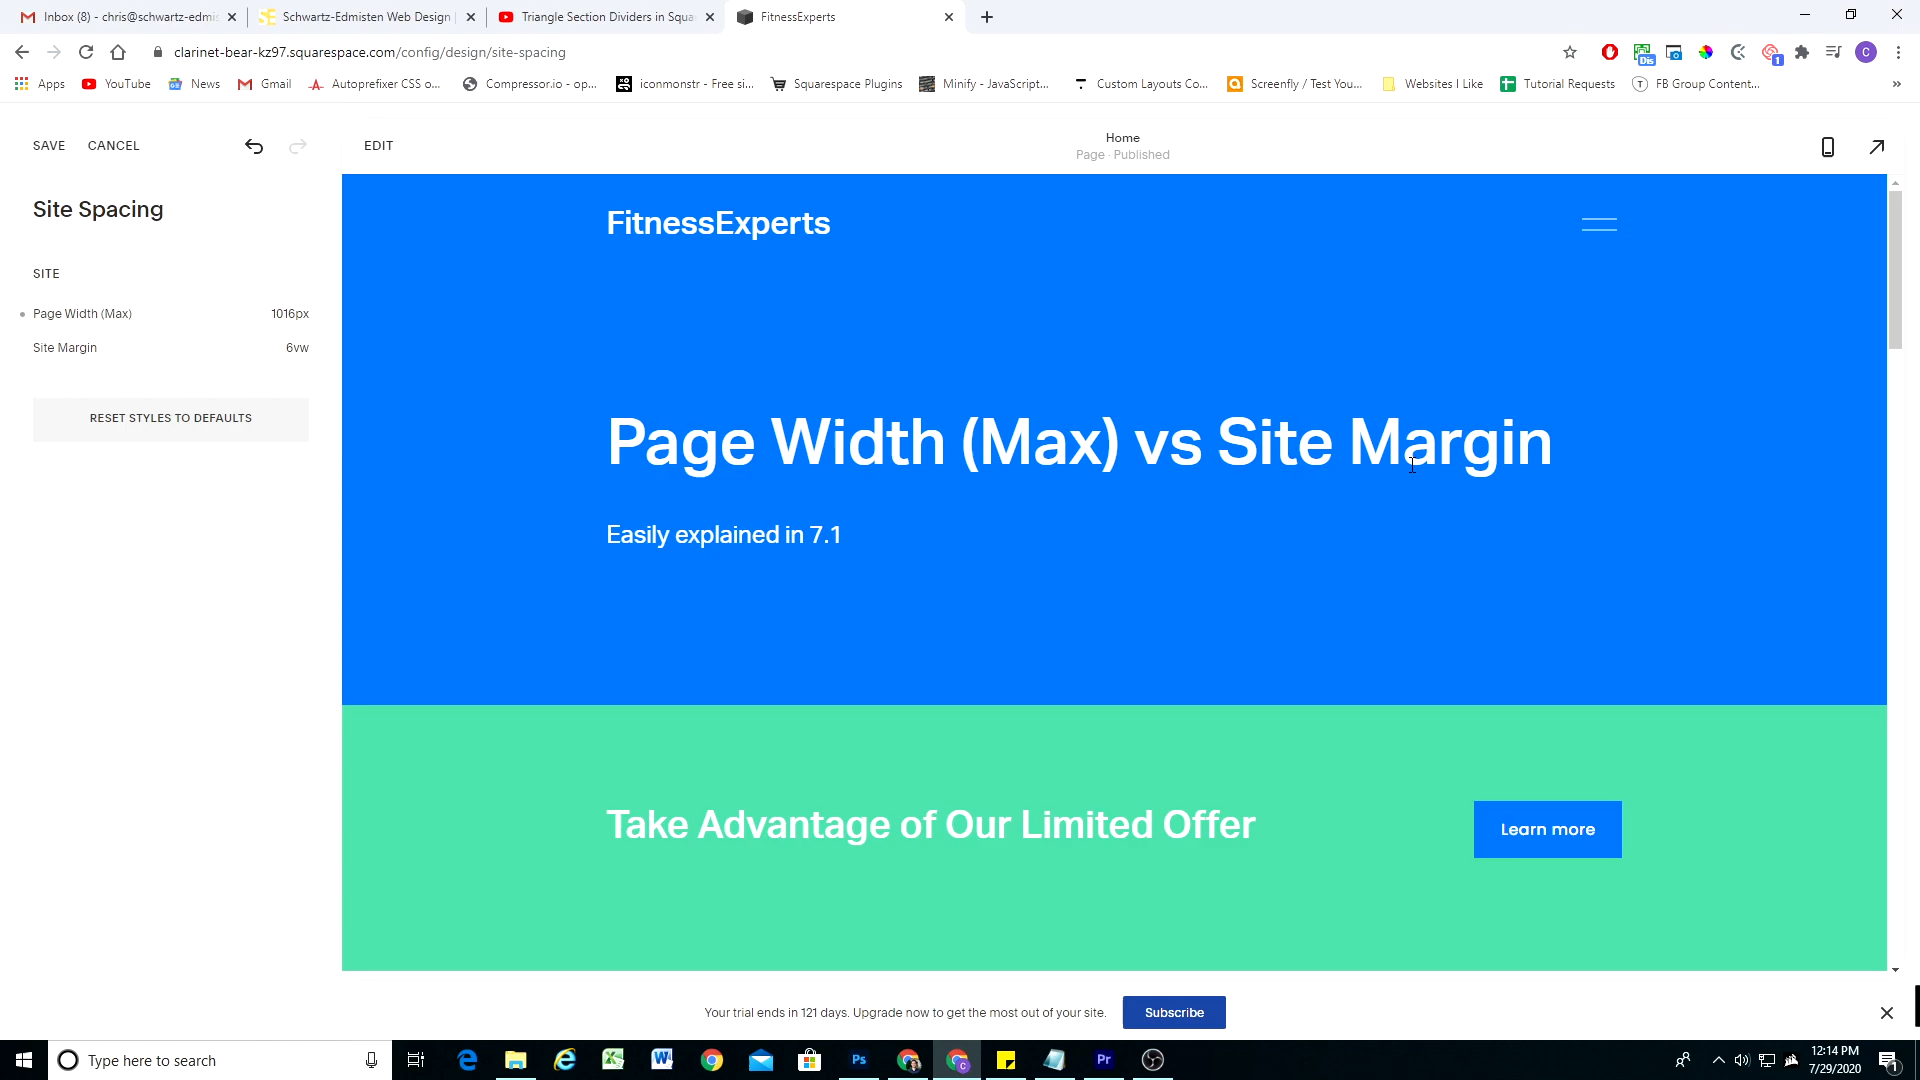 Inbox (8) - chris@schwartz-edmis
Schwartz-Edmisten Web Design
Triangle Section Dividers in Squa
FitnessExperts
clarinet-bear-kz97.squarespace.com/config/design/site-spacing
Apps
YouTube
News
Gmail
Autoprefixer CSS o...
Compressor.io - op...
iconmonstr - Free si...
Squarespace Plugins
Minify - JavaScript...
Custom Layouts Co...
Screenfly / Test You...
Websites I Like
Tutorial Requests
FB Group Content...
SAVE CANCEL
EDIT
Home
Page · Published
Site Spacing
SITE
Page Width (Max) 1016px
Site Margin 6vw
RESET STYLES TO DEFAULTS
FitnessExperts
Page Width (Max) vs Site Margin
Easily explained in 7.1
Take Advantage of Our Limited Offer
Learn more
Your trial ends in 121 days. Upgrade now to get the most out of your site.
Subscribe
Type here to search
12:14 PM
7/29/2020